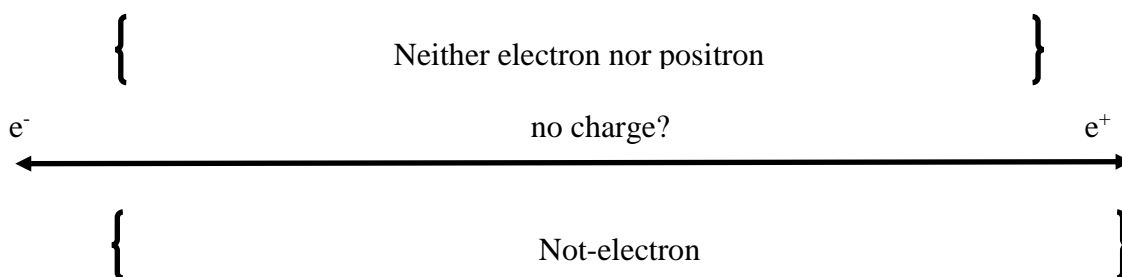 { Neither electron nor positron }
e⁻ no charge? e⁺
{ Not-electron }